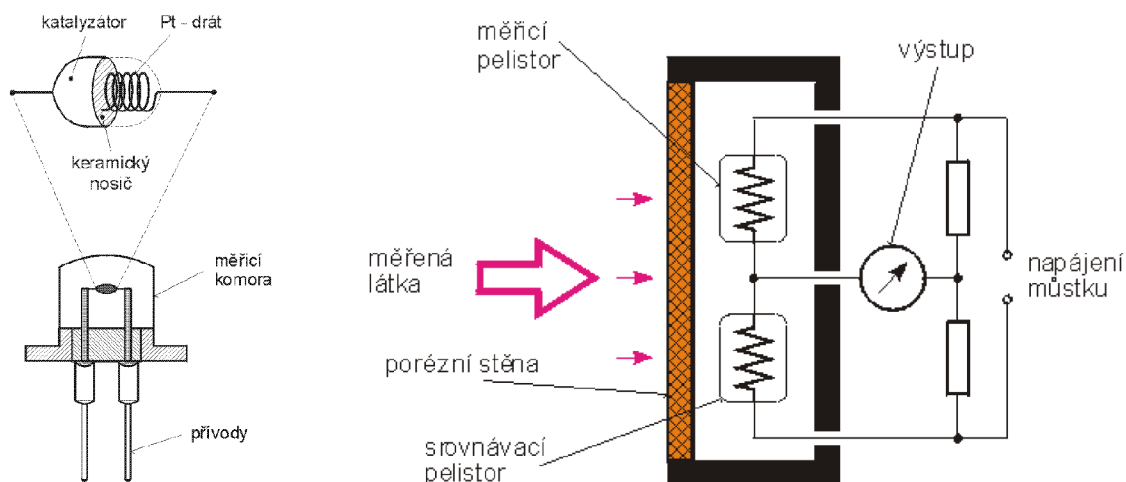 katalyzátor
Pt - drát
keramický
nosič
měřicí
komora
přívody
měřicí
pelistor
výstup
měřená
látka
napájení
můstku
porézní stěna
srovnávací
pelistor